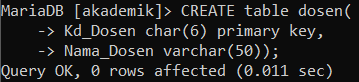 MariaDB [akademik]> CREATE table dosen(
    -> Kd_Dosen char(6) primary key,
    -> Nama_Dosen varchar(50));
Query OK, 0 rows affected (0.011 sec)